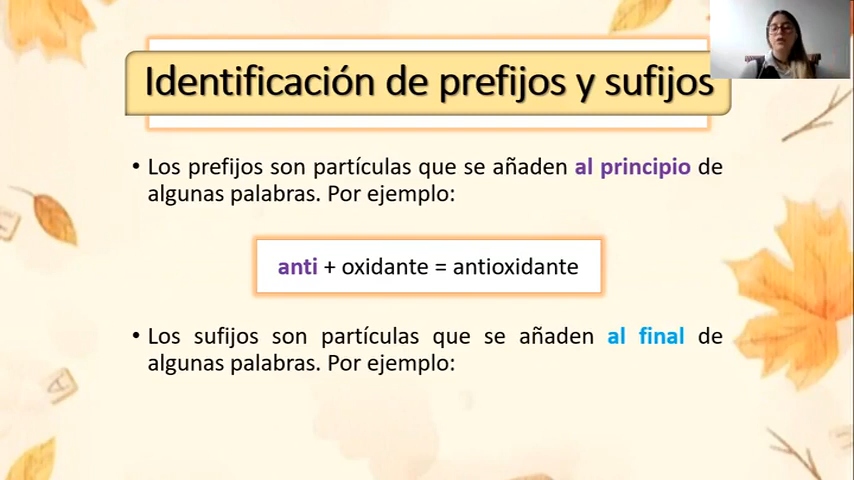 Identificación de prefijos y sufijos
• Los prefijos son partículas que se añaden al principio de
algunas palabras. Por ejemplo:
anti + oxidante = antioxidante
• Los sufijos son partículas que se añaden al final de
algunas palabras. Por ejemplo: